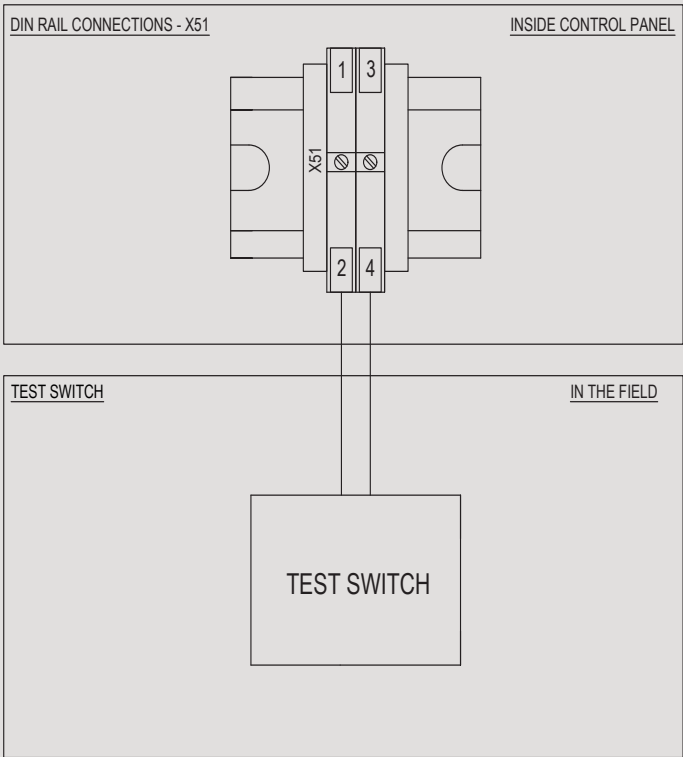 DIN RAIL CONNECTIONS - X51
INSIDE CONTROL PANEL
1 3
X51
2 4
TEST SWITCH
IN THE FIELD
TEST SWITCH